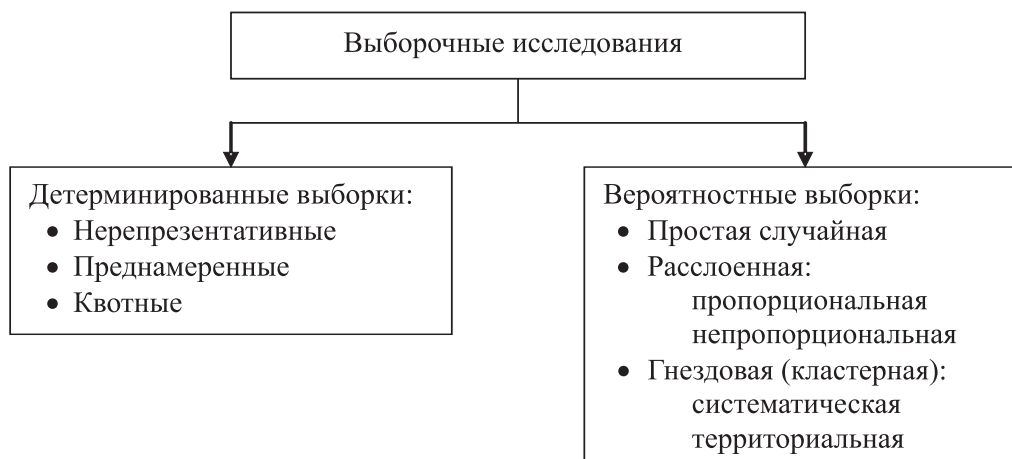 Выборочные исследования
Детерминированные выборки:
• Нерепрезентативные
• Преднамеренные
• Квотные
Вероятностные выборки:
• Простая случайная
• Расслоенная:
пропорциональная
непропорциональная
• Гнездовая (кластерная):
систематическая
территориальная